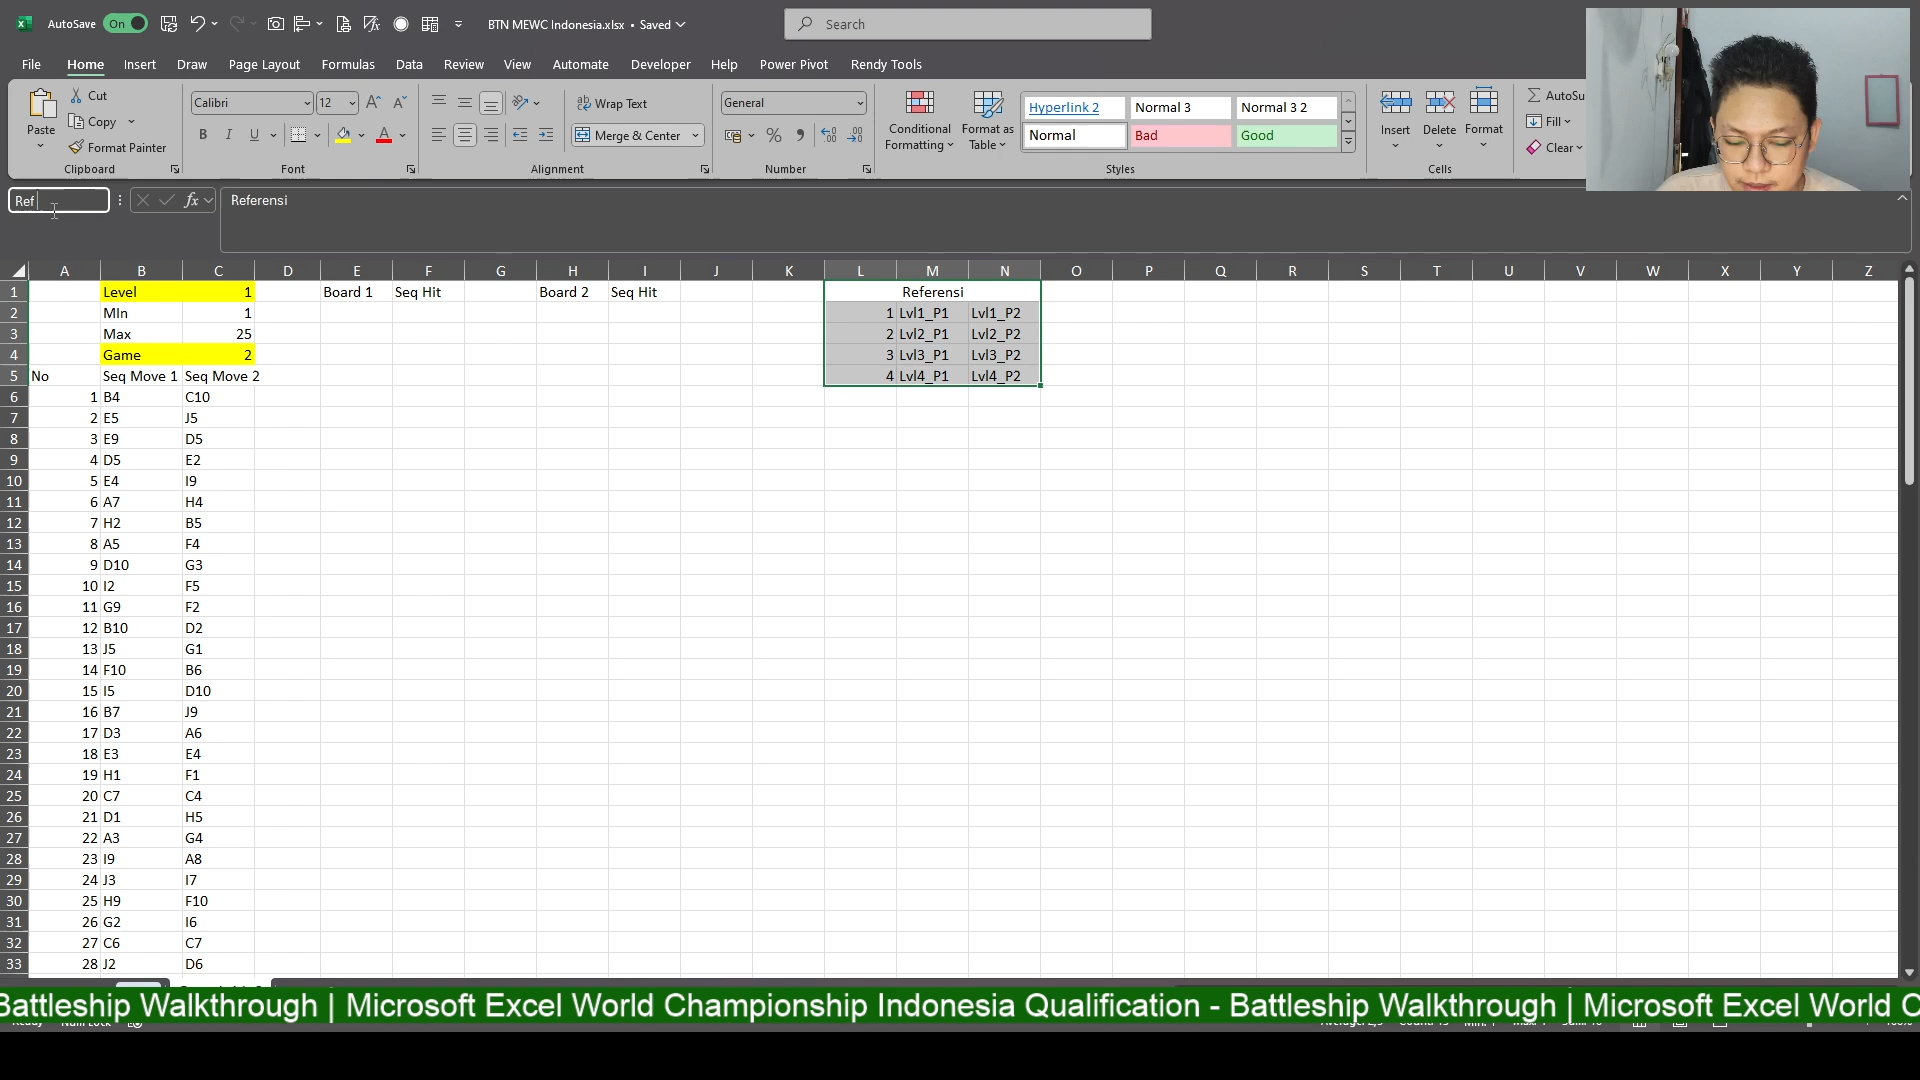 AutoSave On BTN MEWC Indonesia.xlsx • Saved Search
File Home Insert Draw Page Layout Formulas Data Review View Automate Developer Help Power Pivot Rendy Tools
Paste Cut Copy Format Painter Clipboard
Calibri 12 B I U A Font
Wrap Text Merge & Center Alignment
General % Number
Conditional Formatting Format as Table
Hyperlink 2 Normal 3 Normal 3 2
Normal Bad Good
Styles
Insert Delete Format Cells
AutoSu
Fill
Clear
Ref fx Referensi
A B C D E F G H I J K L M N O P Q R S T U V W X Y Z
1 Level 1 Board 1 Seq Hit Board 2 Seq Hit Referensi
2 MIn 1 1 Lvl1_P1 Lvl1_P2
3 Max 25 2 Lvl2_P1 Lvl2_P2
4 Game 2 3 Lvl3_P1 Lvl3_P2
5 No Seq Move 1 Seq Move 2 4 Lvl4_P1 Lvl4_P2
6 1 B4 C10
7 2 E5 J5
8 3 E9 D5
9 4 D5 E2
10 5 E4 I9
11 6 A7 H4
12 7 H2 B5
13 8 A5 F4
14 9 D10 G3
15 10 I2 F5
16 11 G9 F2
17 12 B10 D2
18 13 J5 G1
19 14 F10 B6
20 15 I5 D10
21 16 B7 J9
22 17 D3 A6
23 18 E3 E4
24 19 H1 F1
25 20 C7 C4
26 21 D1 H5
27 22 A3 G4
28 23 I9 A8
29 24 J3 I7
30 25 H9 F10
31 26 G2 I6
32 27 C6 C7
33 28 J2 D6
Battleship Walkthrough | Microsoft Excel World Championship Indonesia Qualification - Battleship Walkthrough | Microsoft Excel World C